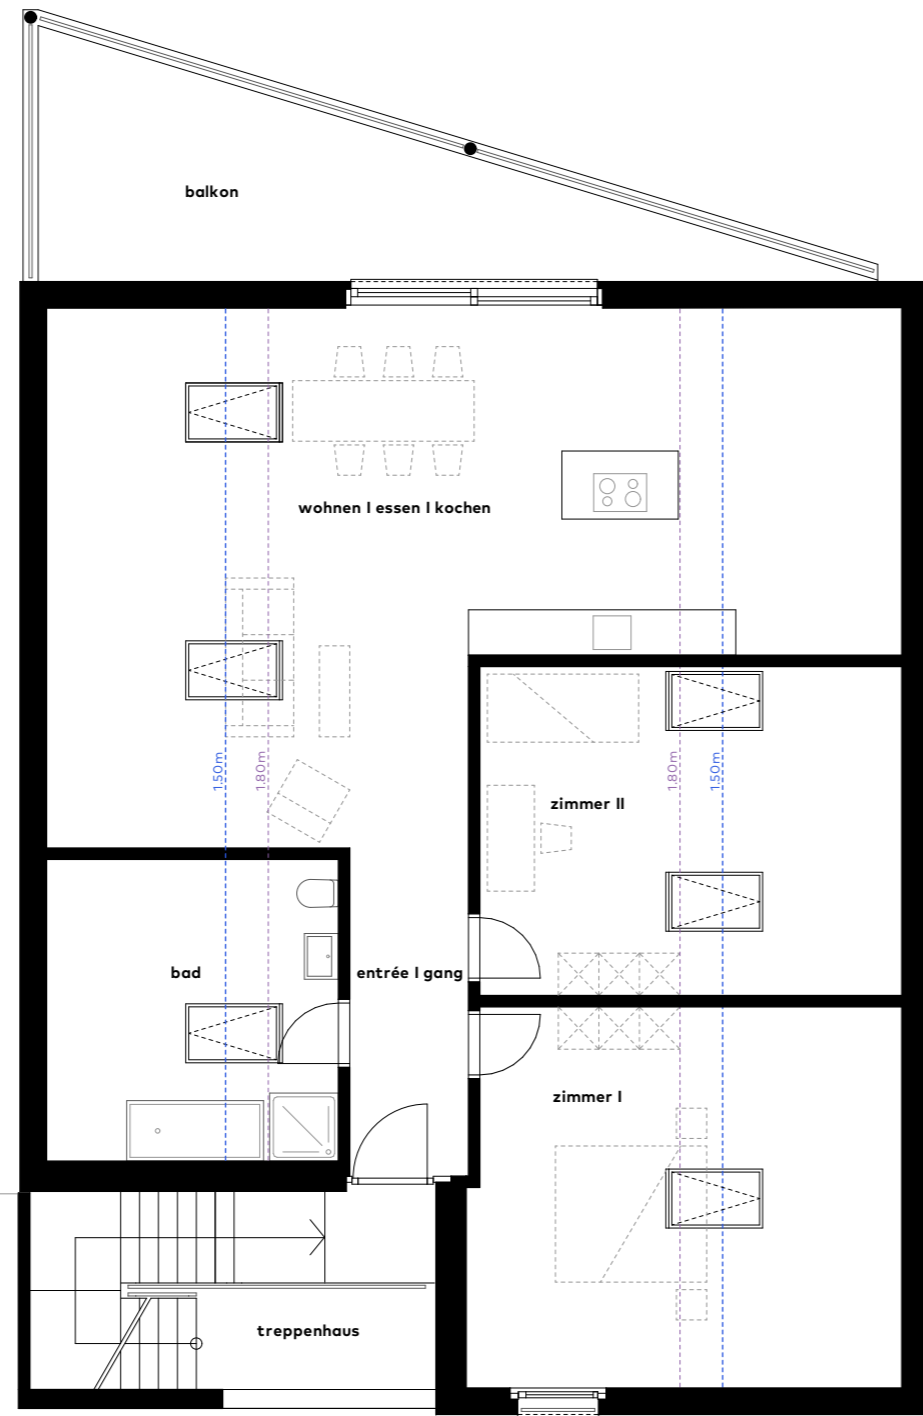 balkon
wohnen I essen I kochen
1.50m
1.80m
1.80m
1.50m
zimmer II
bad
entrée I gang
zimmer I
treppenhaus